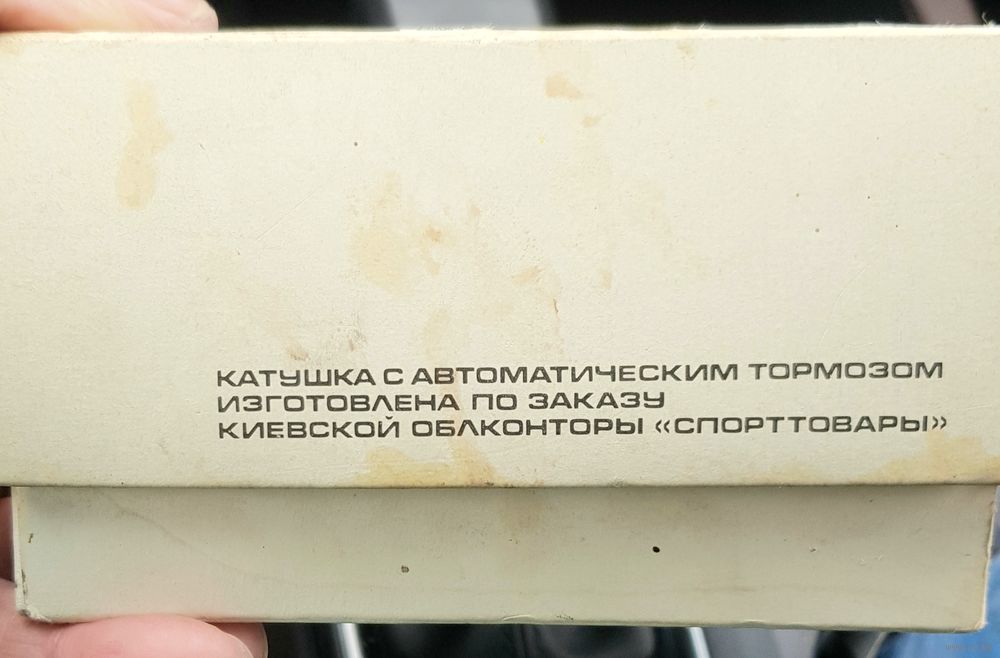 КАТУШКА С АВТОМАТИЧЕСКИМ ТОРМОЗОМ
ИЗГОТОВЛЕНА ПО ЗАКАЗУ
КИЕВСКОЙ ОБЛКОНТОРЫ «СПОРТТОВАРЫ»